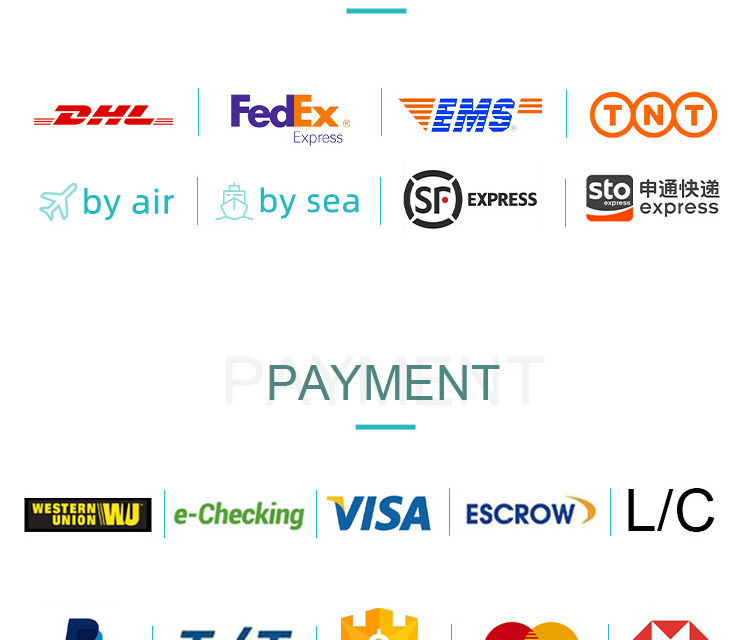 DHL
FedEx® Express
EMS®
TNT
by air
by sea
SF EXPRESS
sto express 申通快递 express
PAYMENT
PAYMENT
WESTERN UNION WU
e-Checking
VISA
ESCROW
L/C
T/T